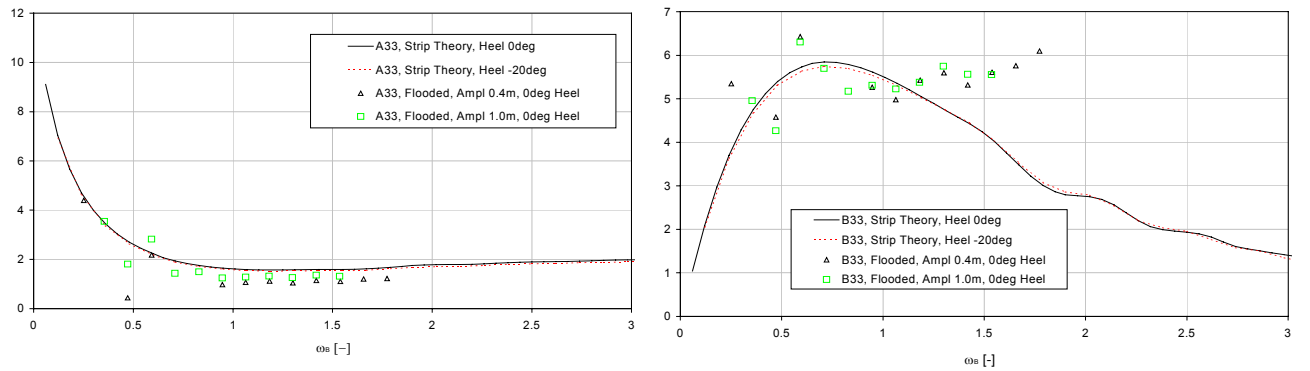 12
10
8
6
4
2
0
A33, Strip Theory, Heel 0deg
A33, Strip Theory, Heel -20deg
A33, Flooded, Ampl 0.4m, 0deg Heel
A33, Flooded, Ampl 1.0m, 0deg Heel
0 0.5 1 1.5 2 2.5 3
ωB [−]
7
6
5
4
3
2
1
0
B33, Strip Theory, Heel 0deg
B33, Strip Theory, Heel -20deg
B33, Flooded, Ampl 0.4m, 0deg Heel
B33, Flooded, Ampl 1.0m, 0deg Heel
0 0.5 1 1.5 2 2.5 3
ωB [-]